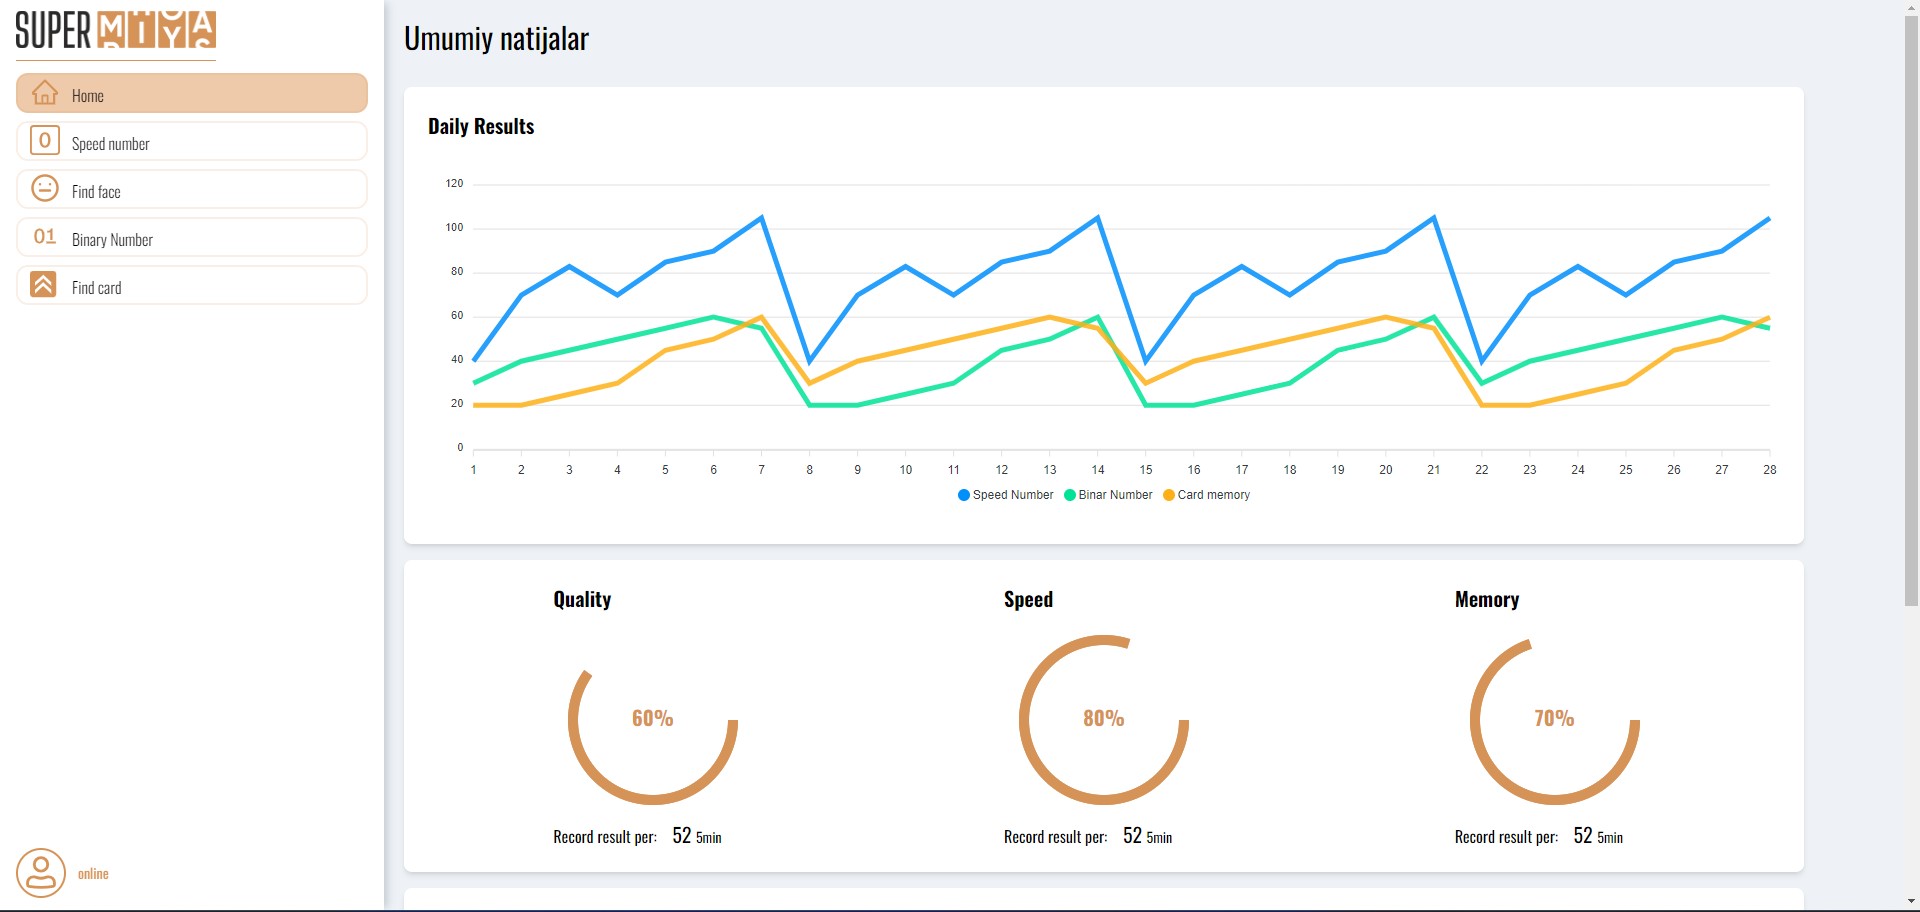 SUPER
Home
Speed number
Find face
01 Binary Number
Find card
online
Umumiy natijalar
Daily Results
120
100
80
60
40
20
0
1 2 3 4 5 6 7 8 9 10 11 12 13 14 15 16 17 18 19 20 21 22 23 24 25 26 27 28
Speed Number Binar Number Card memory
Quality Speed Memory
60% 80% 70%
Record result per: 52 5min Record result per: 52 5min Record result per: 52 5min